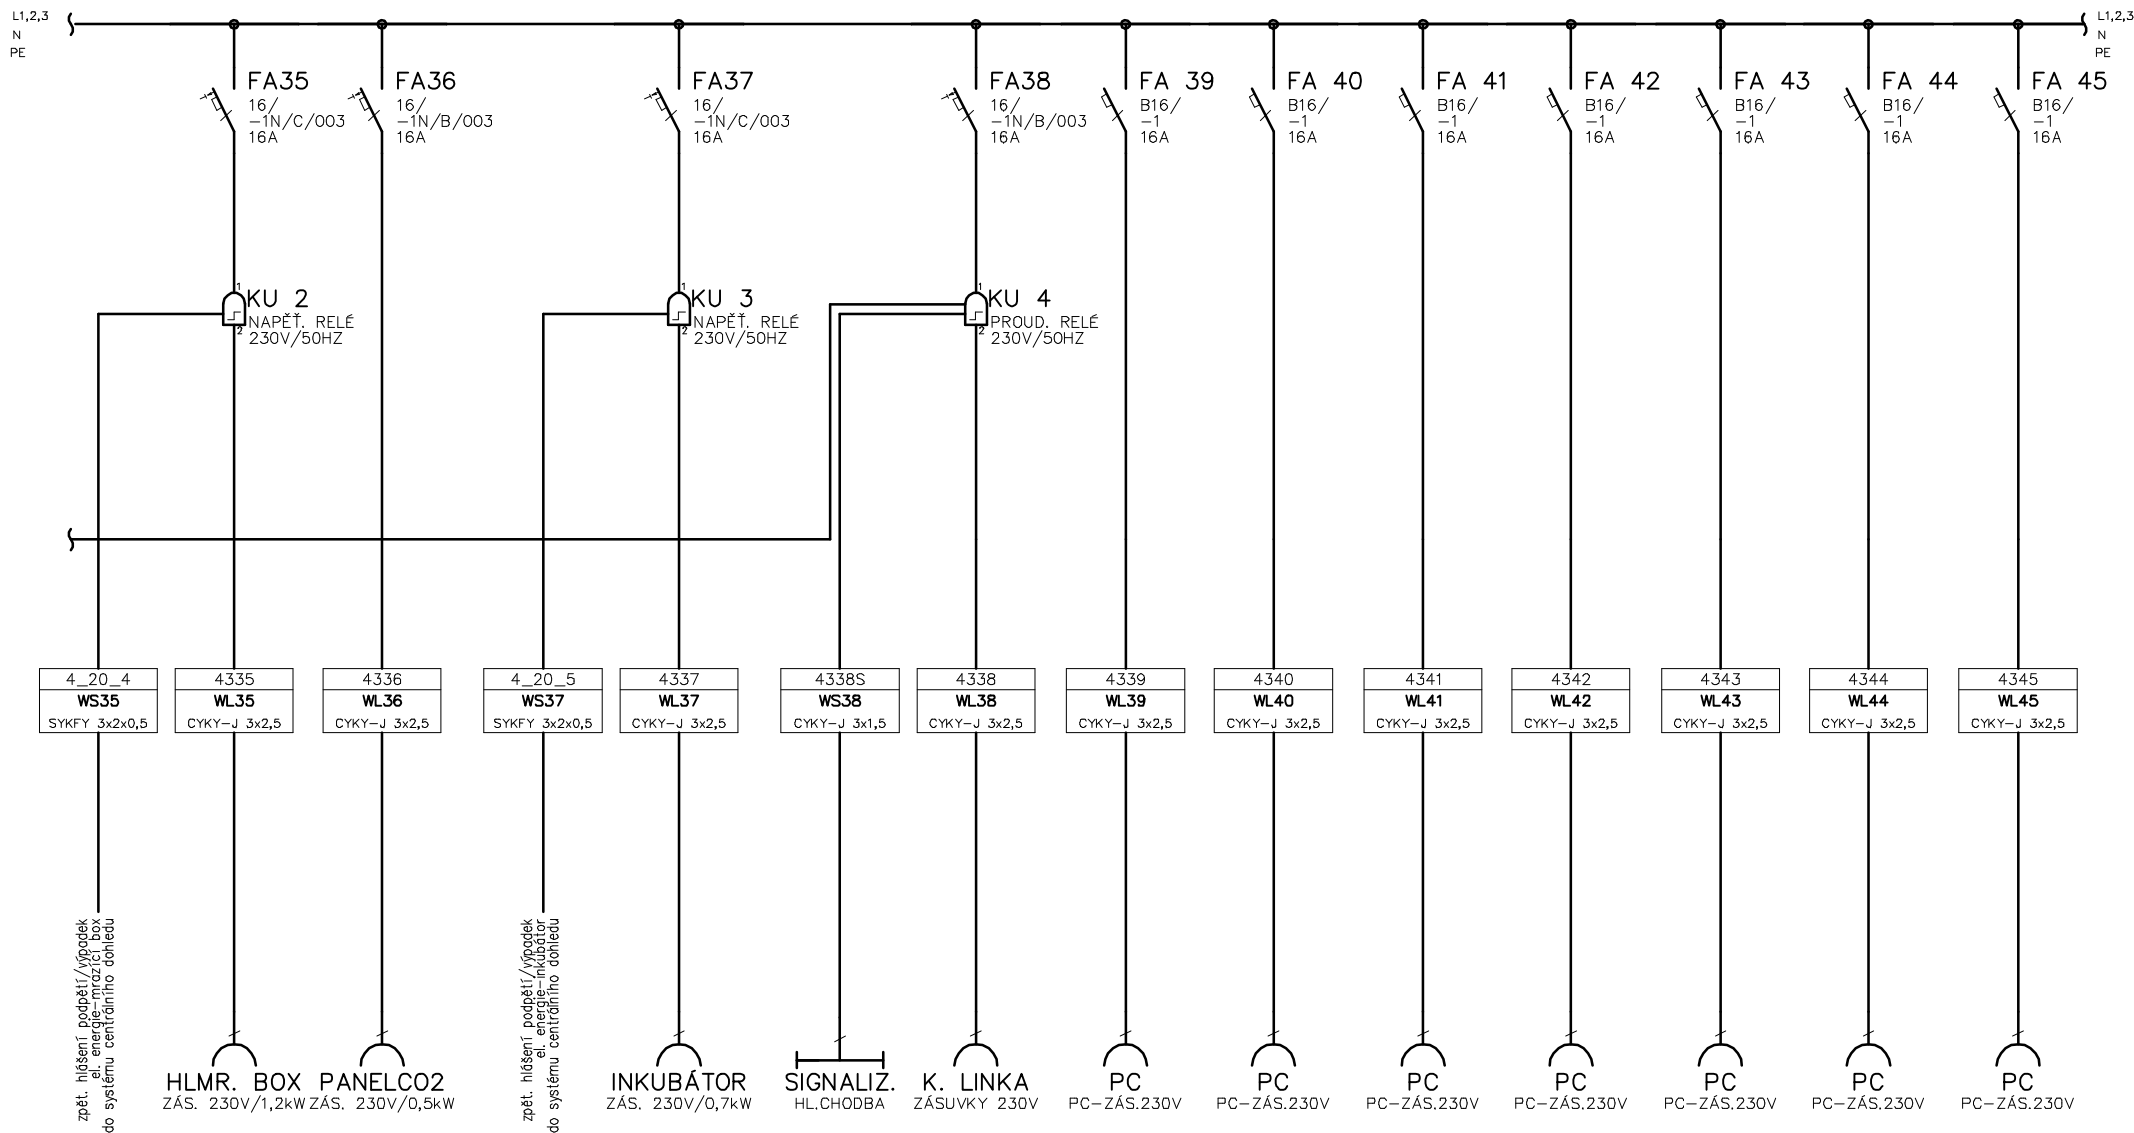 L1,2,3
N
PE
L1,2,3
N
PE
FA35
16/
-1N/C/003
16A
FA36
16/
-1N/B/003
16A
FA37
16/
-1N/C/003
16A
FA38
16/
-1N/B/003
16A
FA 39
B16/
-1
16A
FA 40
B16/
-1
16A
FA 41
B16/
-1
16A
FA 42
B16/
-1
16A
FA 43
B16/
-1
16A
FA 44
B16/
-1
16A
FA 45
B16/
-1
16A
1
KU 2
2
NAPĚŤ. RELÉ
230V/50HZ
1
KU 3
2
NAPĚŤ. RELÉ
230V/50HZ
1
KU 4
2
PROUD. RELÉ
230V/50HZ
4_20_4
WS35
SYKFY 3x2x0,5
4335
WL35
CYKY-J 3x2,5
4336
WL36
CYKY-J 3x2,5
4_20_5
WS37
SYKFY 3x2x0,5
4337
WL37
CYKY-J 3x2,5
4338S
WS38
CYKY-J 3x1,5
4338
WL38
CYKY-J 3x2,5
4339
WL39
CYKY-J 3x2,5
4340
WL40
CYKY-J 3x2,5
4341
WL41
CYKY-J 3x2,5
4342
WL42
CYKY-J 3x2,5
4343
WL43
CYKY-J 3x2,5
4344
WL44
CYKY-J 3x2,5
4345
WL45
CYKY-J 3x2,5
zpět. hlášení podpětí/výpadek
el. energie-mrazící box
do systému centrálního dohledu
HLMR. BOX
ZÁS. 230V/1,2kW
PANELCO2
ZÁS. 230V/0,5kW
zpět. hlášení podpětí/výpadek
el. energie-inkubátor
do systému centrálního dohledu
INKUBÁTOR
ZÁS. 230V/0,7kW
SIGNALIZ.
HL.CHODBA
K. LINKA
ZÁSUVKY 230V
PC
PC-ZÁS.230V
PC
PC-ZÁS.230V
PC
PC-ZÁS.230V
PC
PC-ZÁS.230V
PC
PC-ZÁS.230V
PC
PC-ZÁS.230V
PC
PC-ZÁS.230V